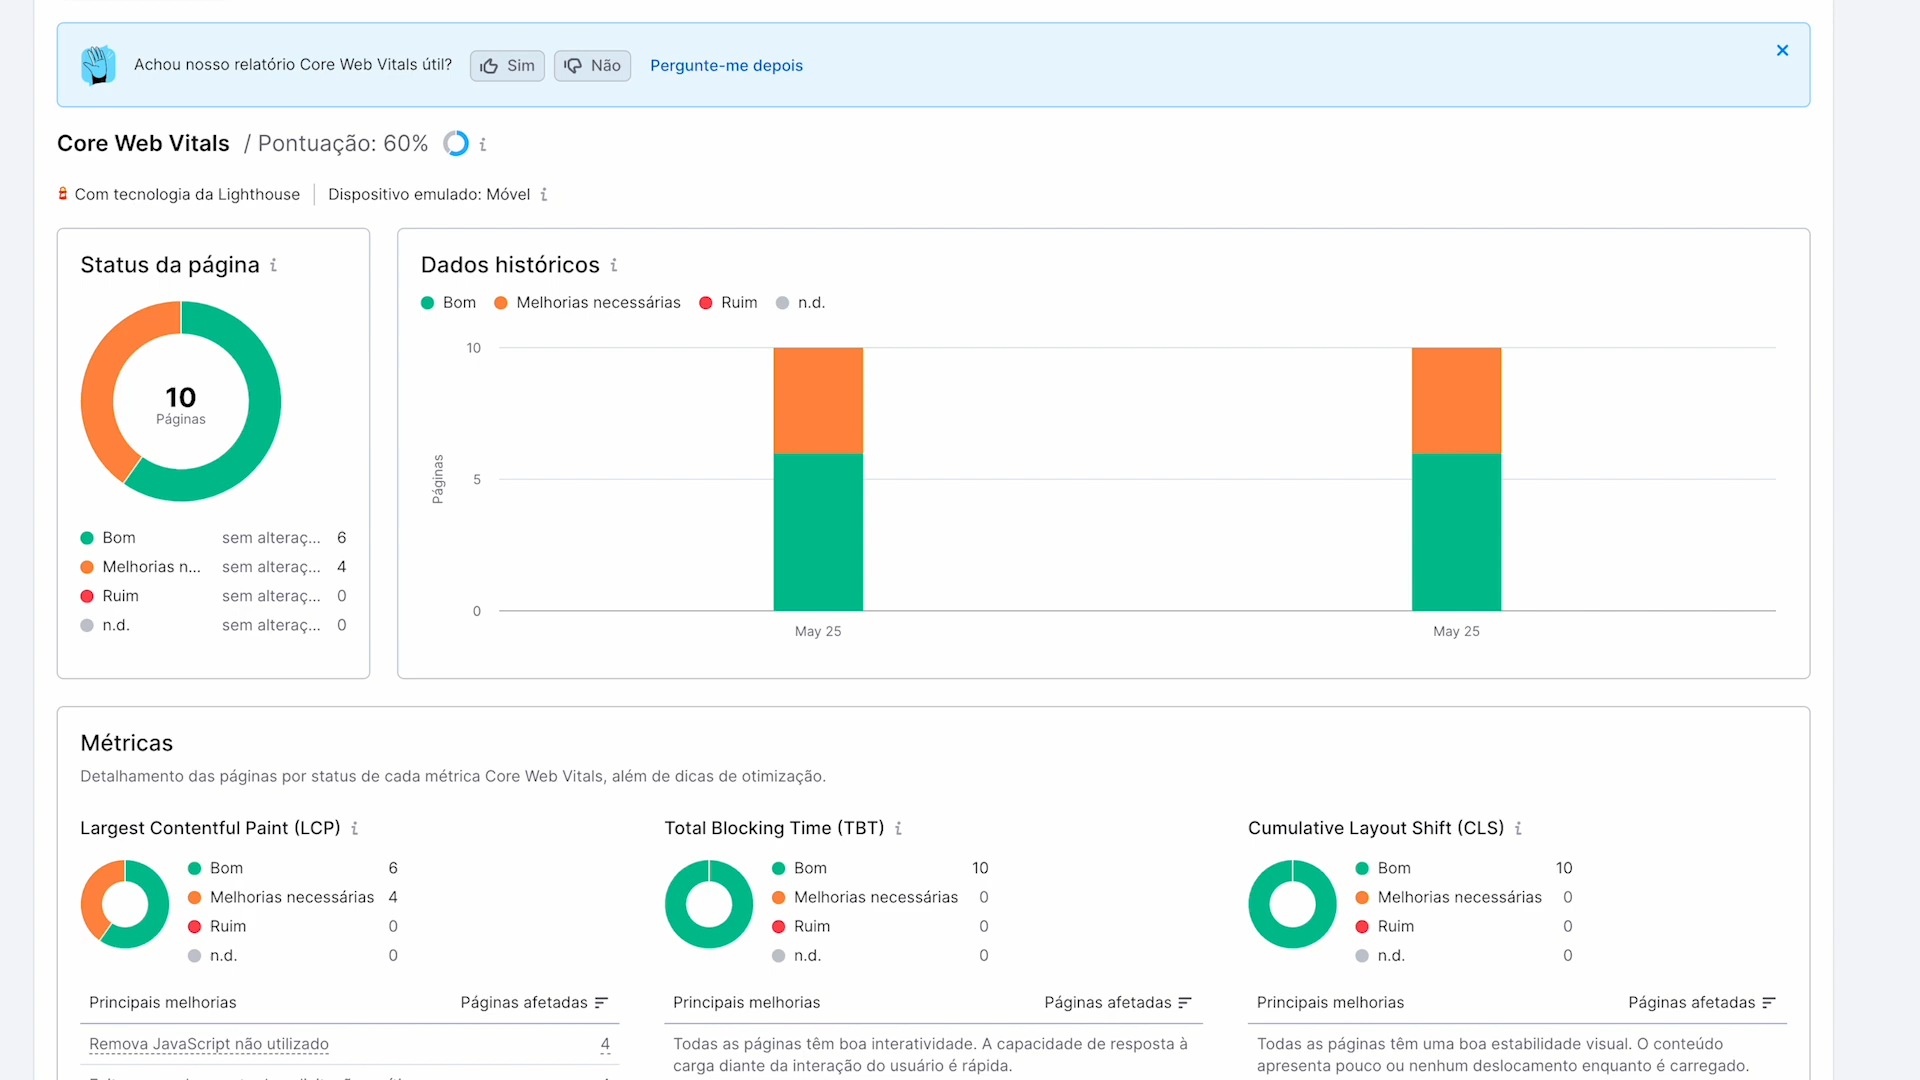 Achou nosso relatório Core Web Vitals útil? Sim Não Pergunte-me depois
Core Web Vitals / Pontuação: 60%
Com tecnologia da Lighthouse Dispositivo emulado: Móvel
Status da página
10
Páginas
Bom sem alteraç... 6
Melhorias n... sem alteraç... 4
Ruim sem alteraç... 0
n.d. sem alteraç... 0
Dados históricos
Bom Melhorias necessárias Ruim n.d.
10
5
0
Páginas
May 25 May 25
Métricas
Detalhamento das páginas por status de cada métrica Core Web Vitals, além de dicas de otimização.
Largest Contentful Paint (LCP)
Bom 6
Melhorias necessárias 4
Ruim 0
n.d. 0
Principais melhorias Páginas afetadas
Remova JavaScript não utilizado 4
Total Blocking Time (TBT)
Bom 10
Melhorias necessárias 0
Ruim 0
n.d. 0
Principais melhorias Páginas afetadas
Todas as páginas têm boa interatividade. A capacidade de resposta à
carga diante da interação do usuário é rápida.
Cumulative Layout Shift (CLS)
Bom 10
Melhorias necessárias 0
Ruim 0
n.d. 0
Principais melhorias Páginas afetadas
Todas as páginas têm uma boa estabilidade visual. O conteúdo
apresenta pouco ou nenhum deslocamento enquanto é carregado.